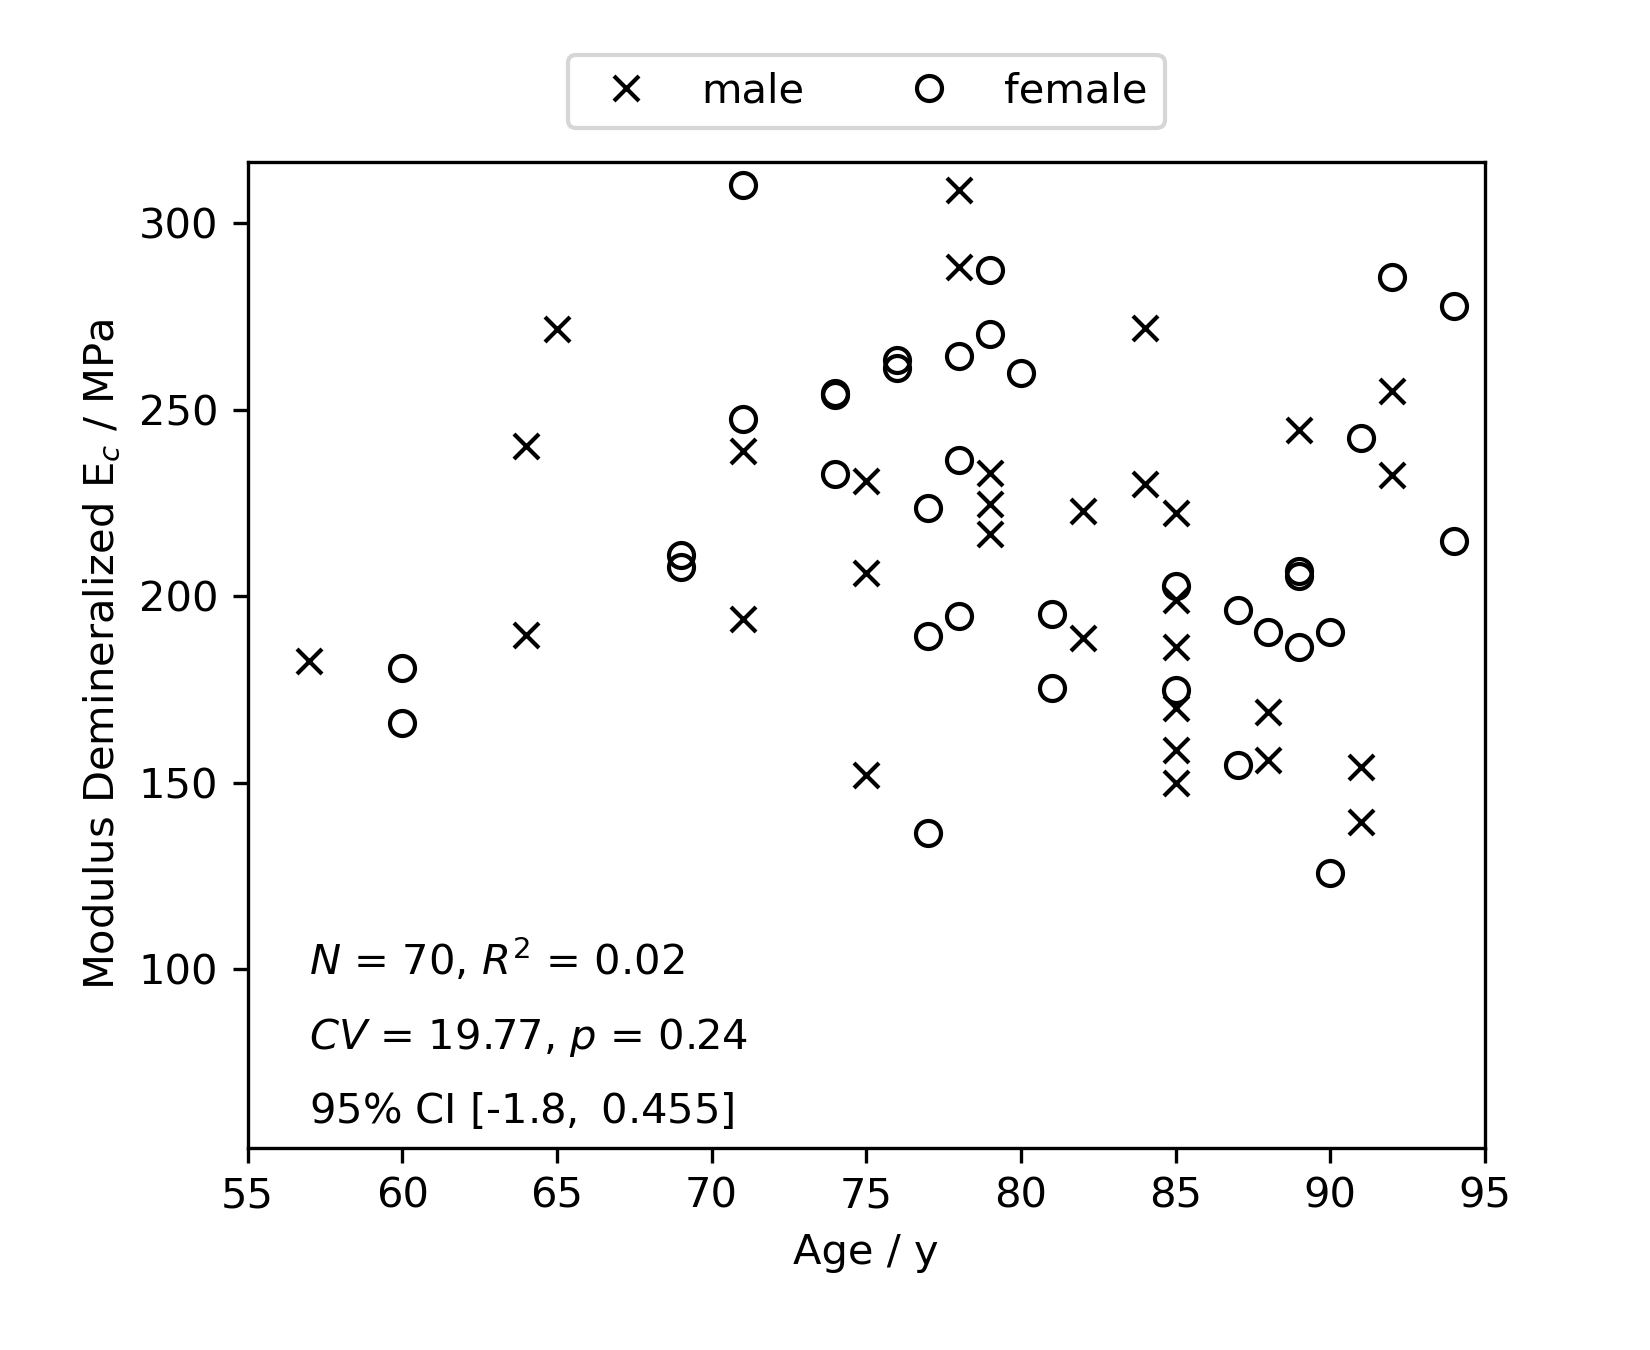 male female
300
250
200
150
100
Modulus Demineralized E_c / MPa
N = 70, R² = 0.02
CV = 19.77, p = 0.24
95% CI [-1.8, 0.455]
55 60 65 70 75 80 85 90 95
Age / y